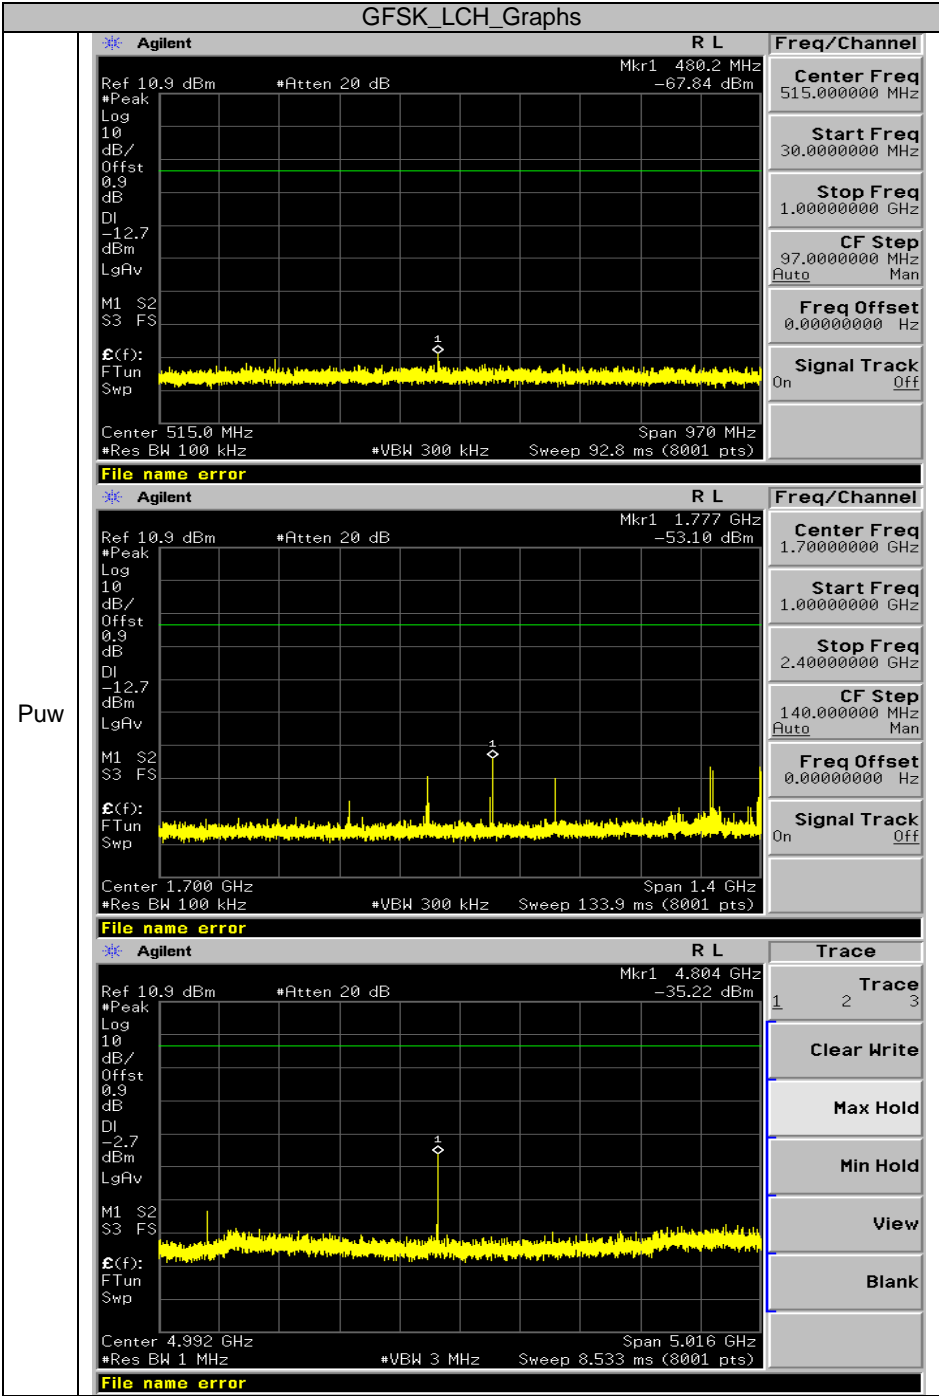 GFSK_LCH_Graphs
Puw
Agilent R L Freq/Channel
Mkr1 480.2 MHz
Ref 10.9 dBm #Atten 20 dB -67.84 dBm
#Peak
Log
10
dB/
Offst
0.9
dB
DI
-12.7
dBm
LgAv
M1 S2
S3 FS
£(f):
FTun
Swp
1
Center 515.0 MHz Span 970 MHz
#Res BW 100 kHz #VBW 300 kHz Sweep 92.8 ms (8001 pts)
Center Freq
515.000000 MHz
Start Freq
30.0000000 MHz
Stop Freq
1.00000000 GHz
CF Step
97.0000000 MHz
Auto Man
Freq Offset
0.00000000 Hz
Signal Track
On Off
File name error
Agilent R L Freq/Channel
Mkr1 1.777 GHz
Ref 10.9 dBm #Atten 20 dB -53.10 dBm
#Peak
Log
10
dB/
Offst
0.9
dB
DI
-12.7
dBm
LgAv
M1 S2
S3 FS
£(f):
FTun
Swp
1
Center 1.700 GHz Span 1.4 GHz
#Res BW 100 kHz #VBW 300 kHz Sweep 133.9 ms (8001 pts)
Center Freq
1.70000000 GHz
Start Freq
1.00000000 GHz
Stop Freq
2.40000000 GHz
CF Step
140.000000 MHz
Auto Man
Freq Offset
0.00000000 Hz
Signal Track
On Off
File name error
Agilent R L Trace
Mkr1 4.804 GHz
Ref 10.9 dBm #Atten 20 dB -35.22 dBm
#Peak
Log
10
dB/
Offst
0.9
dB
DI
-2.7
dBm
LgAv
M1 S2
S3 FS
£(f):
FTun
Swp
1
Center 4.992 GHz Span 5.016 GHz
#Res BW 1 MHz #VBW 3 MHz Sweep 8.533 ms (8001 pts)
Trace
1 2 3
Clear Write
Max Hold
Min Hold
View
Blank
File name error